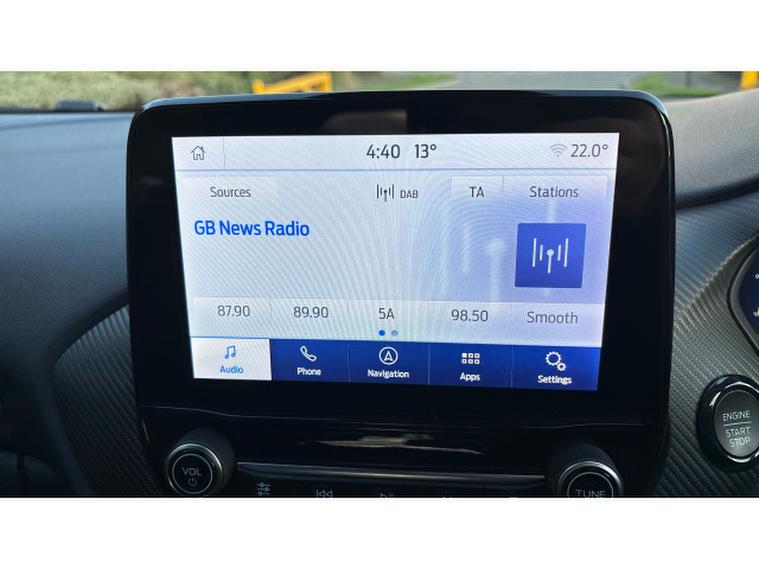 4:40 13° 22.0°
Sources DAB TA Stations
GB News Radio
87.90 89.90 5A 98.50 Smooth
Audio Phone Navigation Apps Settings
ENGINE
START
STOP
VOL
TUNE